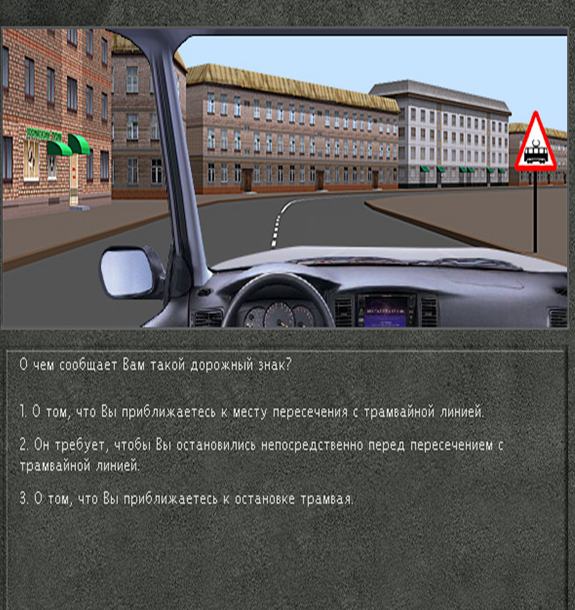 О чем сообщает Вам такой дорожный знак?
1. О том, что Вы приближаетесь к месту пересечения с трамвайной линией.
2. Он требует, чтобы Вы остановились непосредственно перед пересечением с
трамвайной линией.
3. О том, что Вы приближаетесь к остановке трамвая.